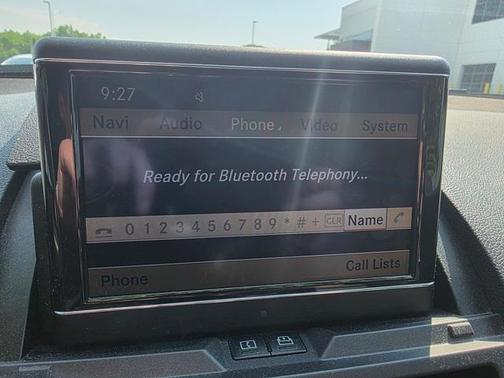 9:27
Navi Audio Phone Video System
Ready for Bluetooth Telephony...
0 1 2 3 4 5 6 7 8 9 * # + CLR Name
Phone Call Lists